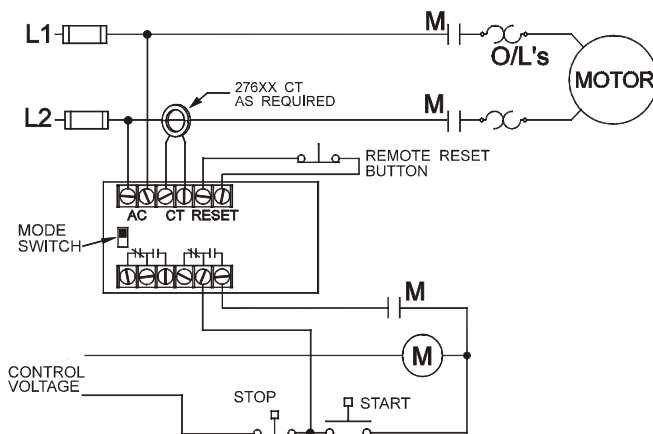 L1
M
O/L's
MOTOR
276XX CT
AS REQUIRED
L2
M
REMOTE RESET
BUTTON
AC CT RESET
MODE
SWITCH
M
M
CONTROL
VOLTAGE
STOP
START